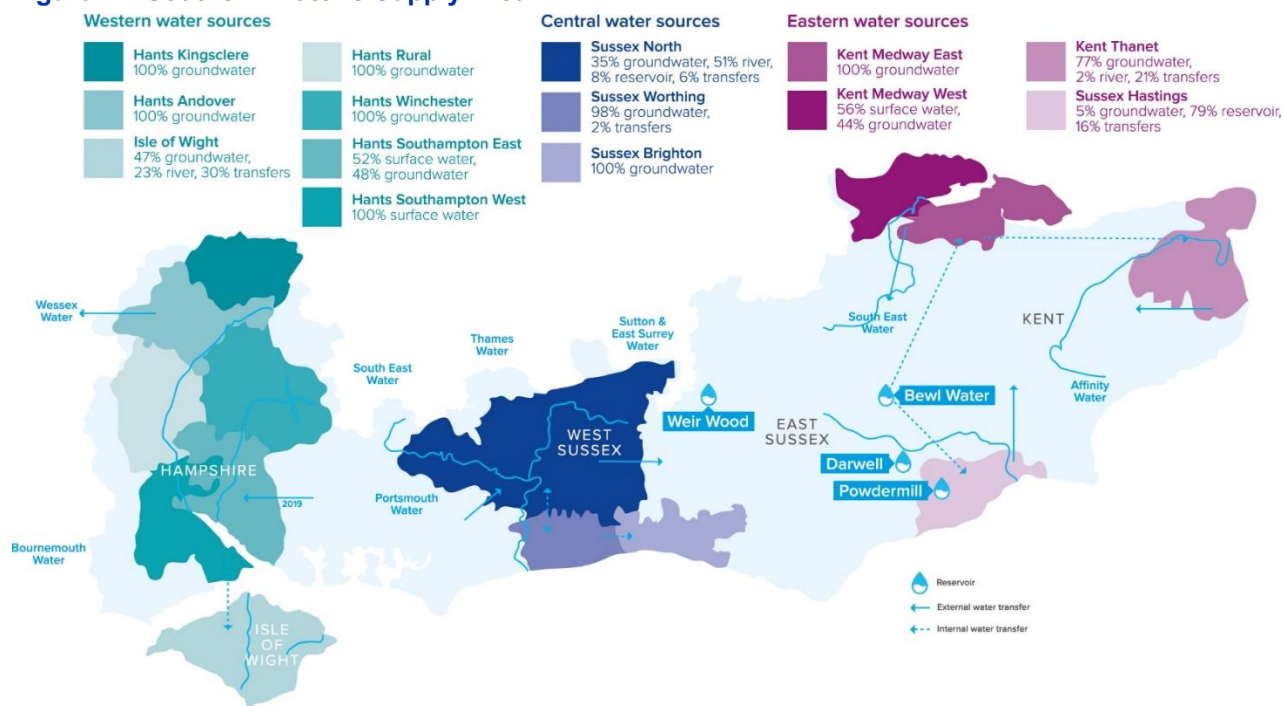 Western water sources
Hants Kingsclere
100% groundwater
Hants Andover
100% groundwater
Isle of Wight
47% groundwater,
23% river, 30% transfers
Hants Rural
100% groundwater
Hants Winchester
100% groundwater
Hants Southampton East
52% surface water,
48% groundwater
Hants Southampton West
100% surface water
Central water sources
Sussex North
35% groundwater, 51% river,
8% reservoir, 6% transfers
Sussex Worthing
98% groundwater,
2% transfers
Sussex Brighton
100% groundwater
Eastern water sources
Kent Medway East
100% groundwater
Kent Medway West
56% surface water,
44% groundwater
Kent Thanet
77% groundwater,
2% river, 21% transfers
Sussex Hastings
5% groundwater, 79% reservoir,
16% transfers
Wessex
Water
South East
Water
Thames
Water
Sutton &
East Surrey
Water
South East
Water
KENT
Affinity
Water
Weir Wood
Bewl Water
EAST
SUSSEX
WEST
SUSSEX
Darwell
Powdermill
HAMPSHIRE
2019
Portsmouth
Water
Bournemouth
Water
ISLE
OF
WIGHT
Reservoir
External water transfer
Internal water transfer